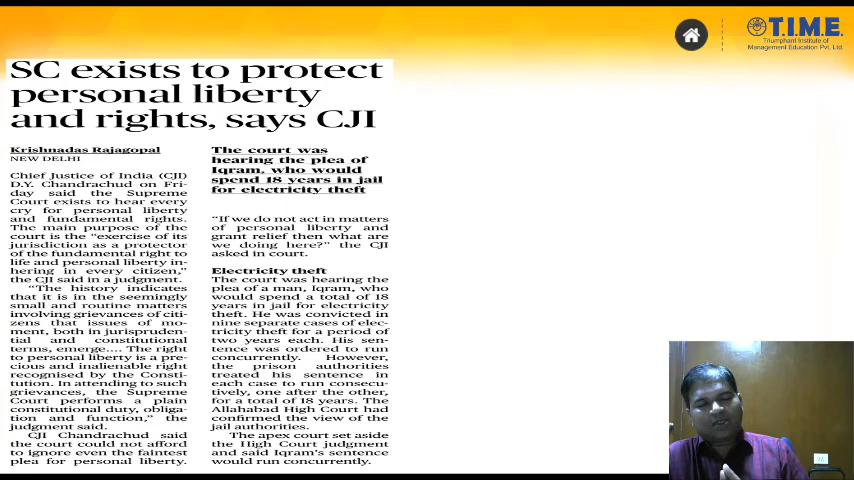 T.I.M.E.
Triumphant Institute of
Management Education Pvt. Ltd.
SC exists to protect
personal liberty
and rights, says CJI
Krishnadas Rajagopal
NEW DELHI
Chief Justice of India (CJI)
D.Y. Chandrachud on Fri-
day said the Supreme
Court exists to hear every
cry for personal liberty
and fundamental rights.
The main purpose of the
court is the “exercise of its
jurisdiction as a protector
of the fundamental right to
life and personal liberty in-
hering in every citizen,”
the CJI said in a judgment.
“The history indicates
that it is in the seemingly
small and routine matters
involving grievances of citi-
zens that issues of mo-
ment, both in jurispruden-
tial and constitutional
terms, emerge.... The right
to personal liberty is a pre-
cious and inalienable right
recognised by the Consti-
tution. In attending to such
grievances, the Supreme
Court performs a plain
constitutional duty, obliga-
tion and function,” the
judgment said.
CJI Chandrachud said
the court could not afford
to ignore even the faintest
plea for personal liberty.
The court was
hearing the plea of
Iqram, who would
spend 18 years in jail
for electricity theft
“If we do not act in matters
of personal liberty and
grant relief then what are
we doing here?” the CJI
asked in court.
Electricity theft
The court was hearing the
plea of a man, Iqram, who
would spend a total of 18
years in jail for electricity
theft. He was convicted in
nine separate cases of elec-
tricity theft for a period of
two years each. His sen-
tence was ordered to run
concurrently. However,
the prison authorities
treated his sentence in
each case to run consecu-
tively, one after the other,
for a total of 18 years. The
Allahabad High Court had
confirmed the view of the
jail authorities.
The apex court set aside
the High Court judgment
and said Iqram’s sentence
would run concurrently.